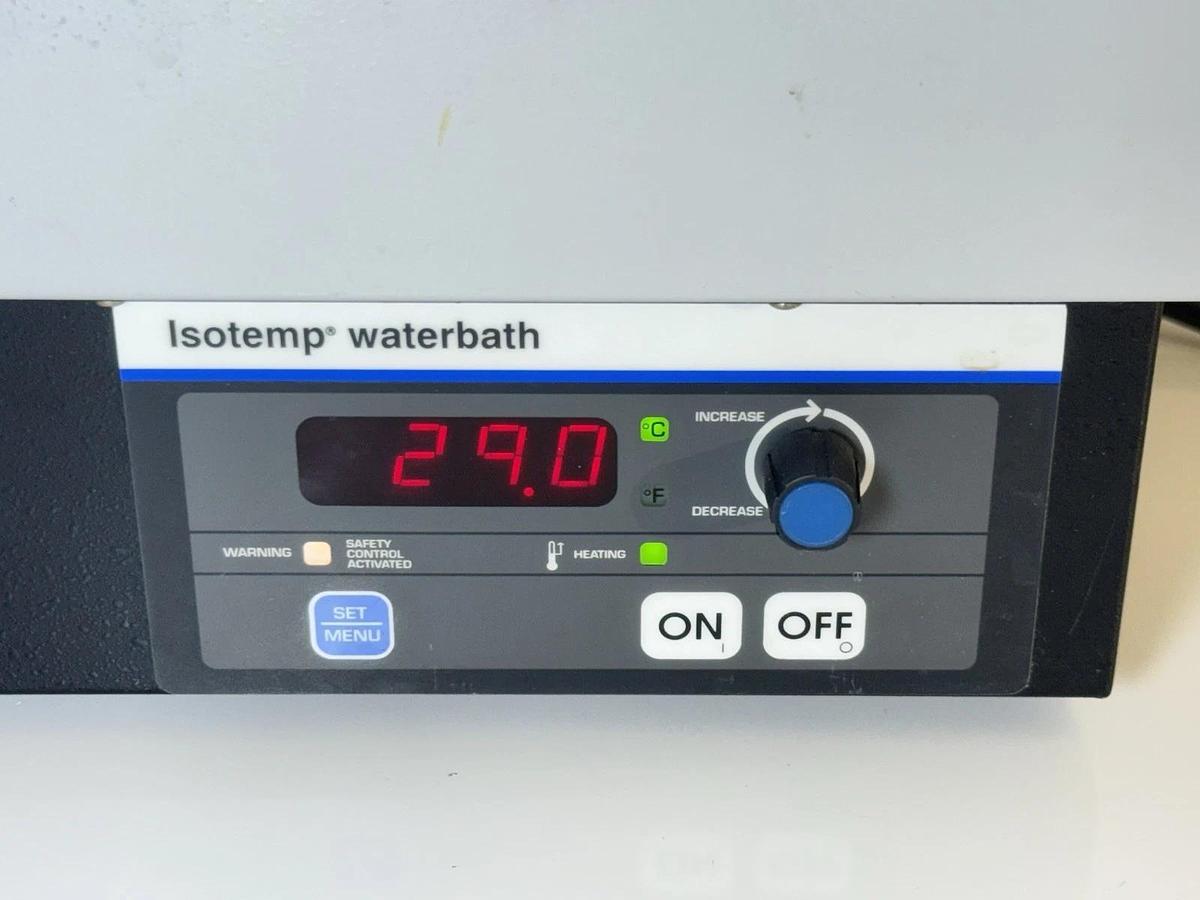 Isotemp® waterbath
29.0
°C
INCREASE
°F
DECREASE
WARNING
SAFETY
CONTROL
ACTIVATED
HEATING
SET
MENU
ON
|
OFF
O